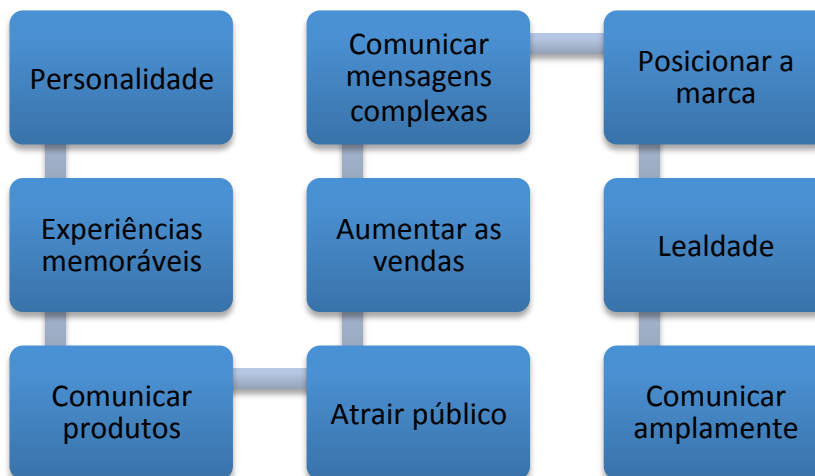 Personalidade
Experiências
memoráveis
Comunicar
produtos
Atrair público
Aumentar as
vendas
Comunicar
mensagens
complexas
Posicionar a
marca
Lealdade
Comunicar
amplamente